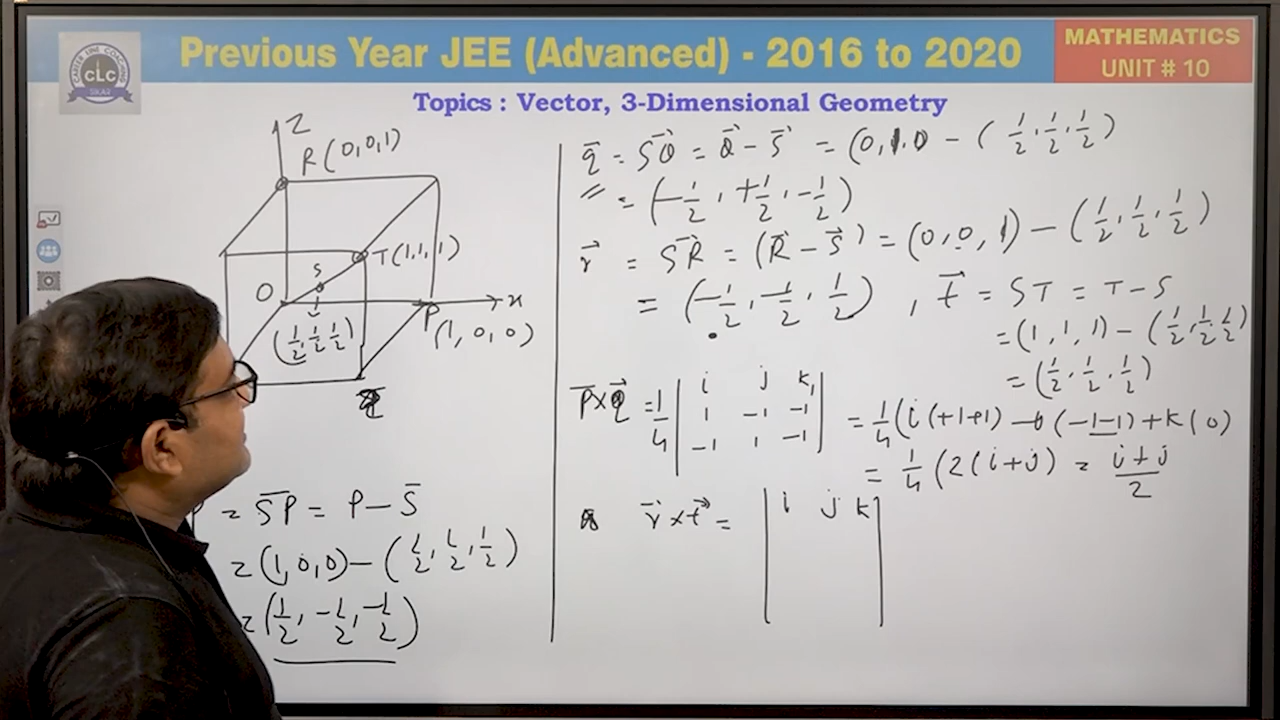 Previous Year JEE (Advanced) - 2016 to 2020
MATHEMATICS
UNIT # 10
CLC
SIKAR
Topics : Vector, 3-Dimensional Geometry
Z
R(0,0,1)
T(1,1,1)
S
O
x
P
(1, 0, 0)
(1/2, 1/2, 1/2)
= S̄P = P - S̄
= (1,0,0) - (1/2, 1/2, 1/2)
= (1/2, -1/2, -1/2)
q⃗ = SQ⃗ = Q⃗ - S⃗ = (0,1,0 - (1/2, 1/2, 1/2)
= (-1/2, +1/2, -1/2)
r⃗ = SR⃗ = (R⃗ - S⃗) = (0,0,1) - (1/2, 1/2, 1/2)
= (-1/2, -1/2, 1/2) , t⃗ = ST = T - S
= (1,1,1) - (1/2, 1/2 1/2)
= (1/2, 1/2, 1/2)
P̄×q⃗ = 1/4 | i j k, 1 -1 -1 -1 1 -1 | = 1/4 (i(+1+1) - j(-1-1) + k(0)
= 1/4 (2(i+j) = i+j/2
r⃗ × t⃗ = | i j k |